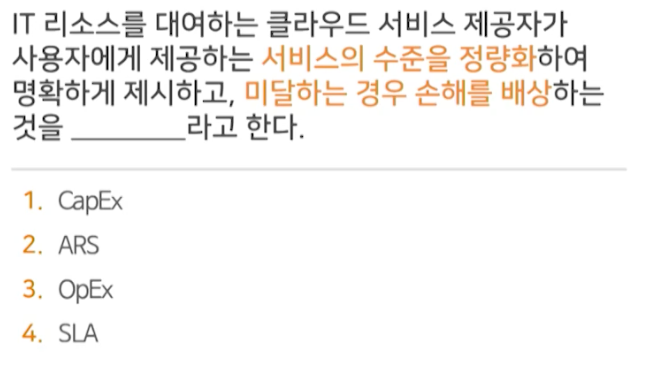 IT 리소스를 대여하는 클라우드 서비스 제공자가
사용자에게 제공하는 서비스의 수준을 정량화하여
명확하게 제시하고, 미달하는 경우 손해를 배상하는
것을 ________라고 한다.
1. CapEx
2. ARS
3. OpEx
4. SLA